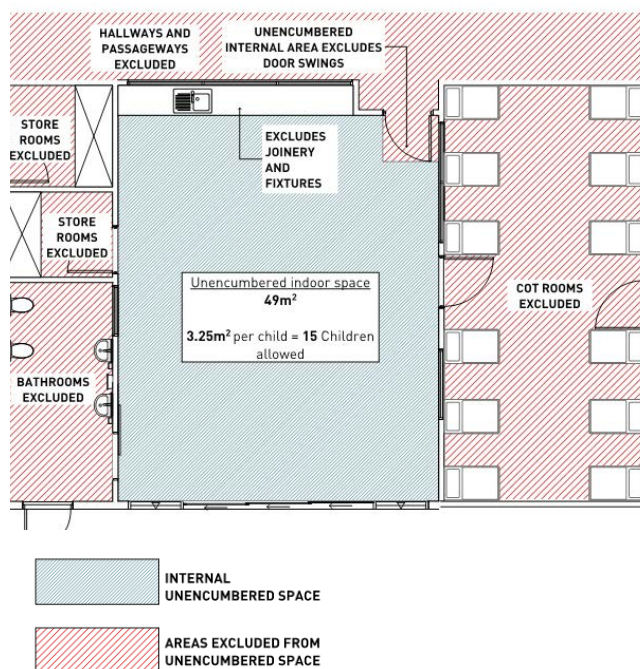 HALLWAYS AND
PASSAGEWAYS
EXCLUDED
UNENCUMBERED
INTERNAL AREA EXCLUDES
DOOR SWINGS
STORE
ROOMS
EXCLUDED
EXCLUDES
JOINERY
AND
FIXTURES
STORE
ROOMS
EXCLUDED
Unencumbered indoor space
49m²
3.25m² per child = 15 Children
allowed
COT ROOMS
EXCLUDED
BATHROOMS
EXCLUDED
INTERNAL
UNENCUMBERED SPACE
AREAS EXCLUDED FROM
UNENCUMBERED SPACE